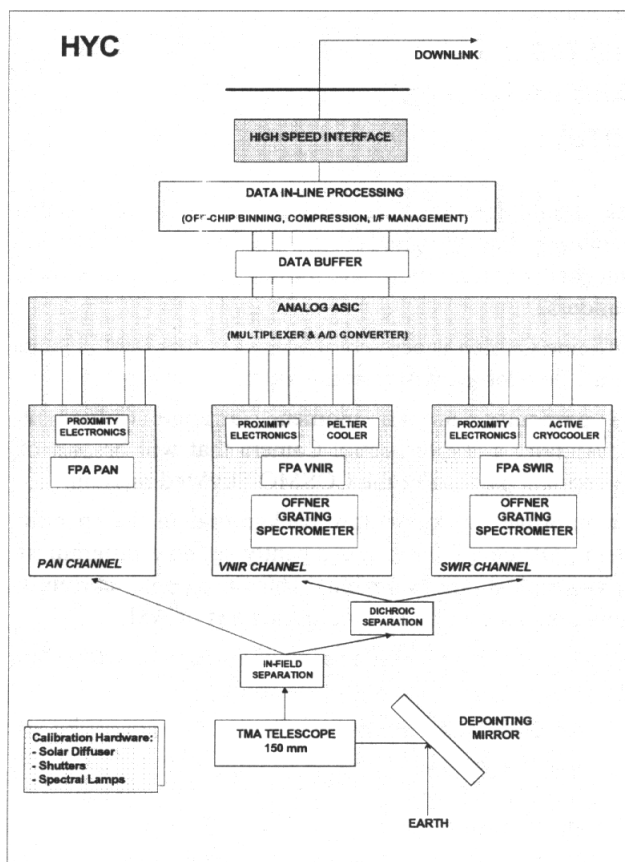 HYC
DOWNLINK
HIGH SPEED INTERFACE
DATA IN-LINE PROCESSING
(OFF-CHIP BINNING, COMPRESSION, I/F MANAGEMENT)
DATA BUFFER
ANALOG ASIC
(MULTIPLEXER & A/D CONVERTER)
PROXIMITY
ELECTRONICS
FPA PAN
PAN CHANNEL
PROXIMITY
ELECTRONICS
PELTIER
COOLER
FPA VNIR
OFFNER
GRATING
SPECTROMETER
VNIR CHANNEL
PROXIMITY
ELECTRONICS
ACTIVE
CRYOCOOLER
FPA SWIR
OFFNER
GRATING
SPECTROMETER
SWIR CHANNEL
DICHROIC
SEPARATION
IN-FIELD
SEPARATION
TMA TELESCOPE
150 mm
DEPOINTING
MIRROR
EARTH
Calibration Hardware:
- Solar Diffuser
- Shutters
- Spectral Lamps